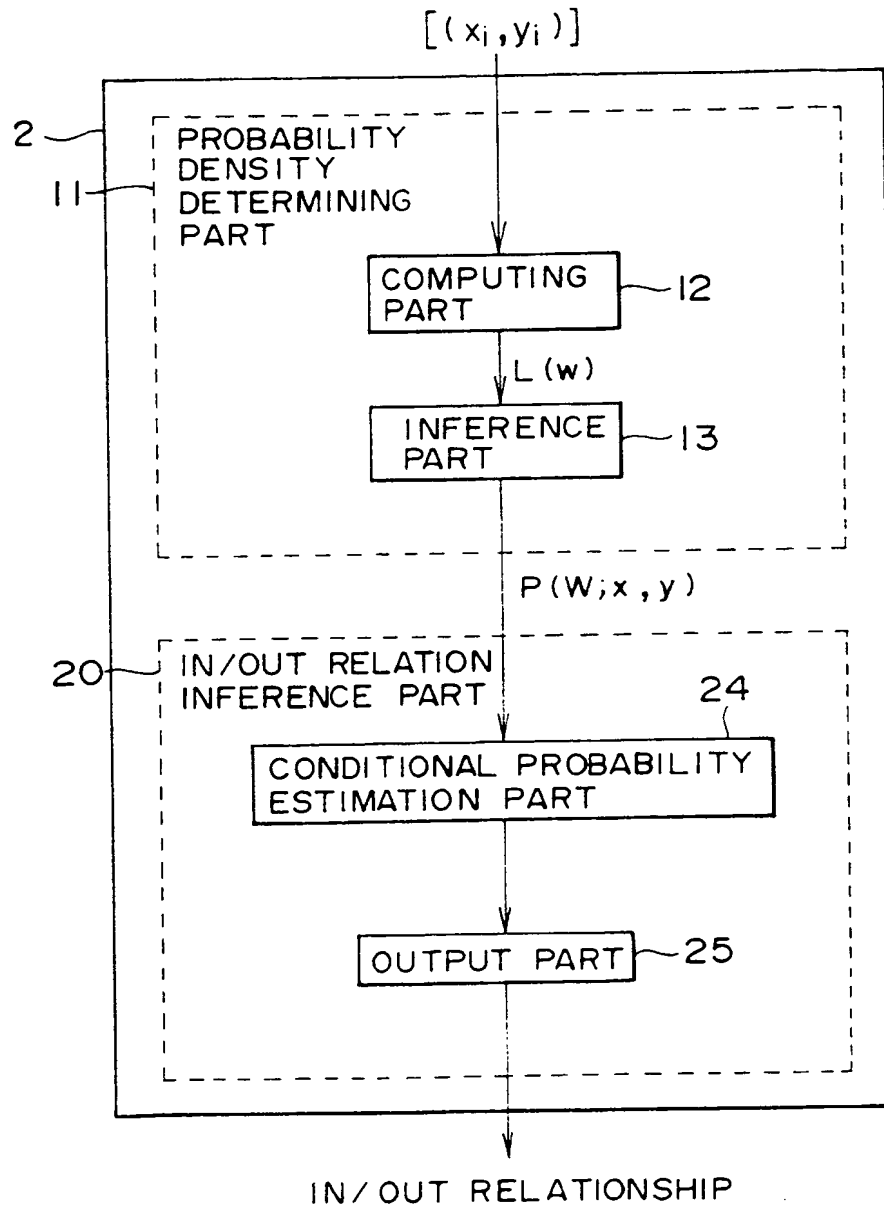 [(xi,yi)]
2
PROBABILITY
DENSITY
DETERMINING
PART
11
COMPUTING
PART
12
L(w)
INFERENCE
PART
13
P(W;x,y)
20
IN/OUT RELATION
INFERENCE PART
24
CONDITIONAL PROBABILITY
ESTIMATION PART
OUTPUT PART
25
IN/OUT RELATIONSHIP